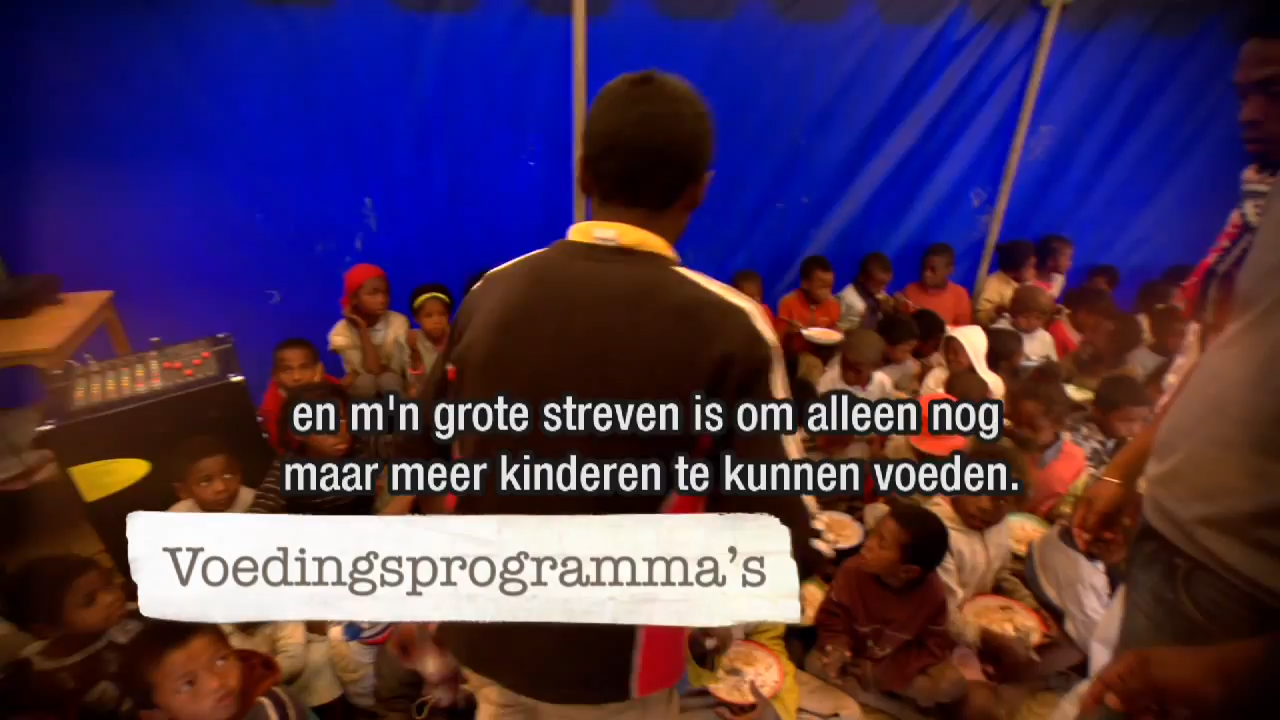 en m'n grote streven is om alleen nog
maar meer kinderen te kunnen voeden.
Voedingsprogramma’s